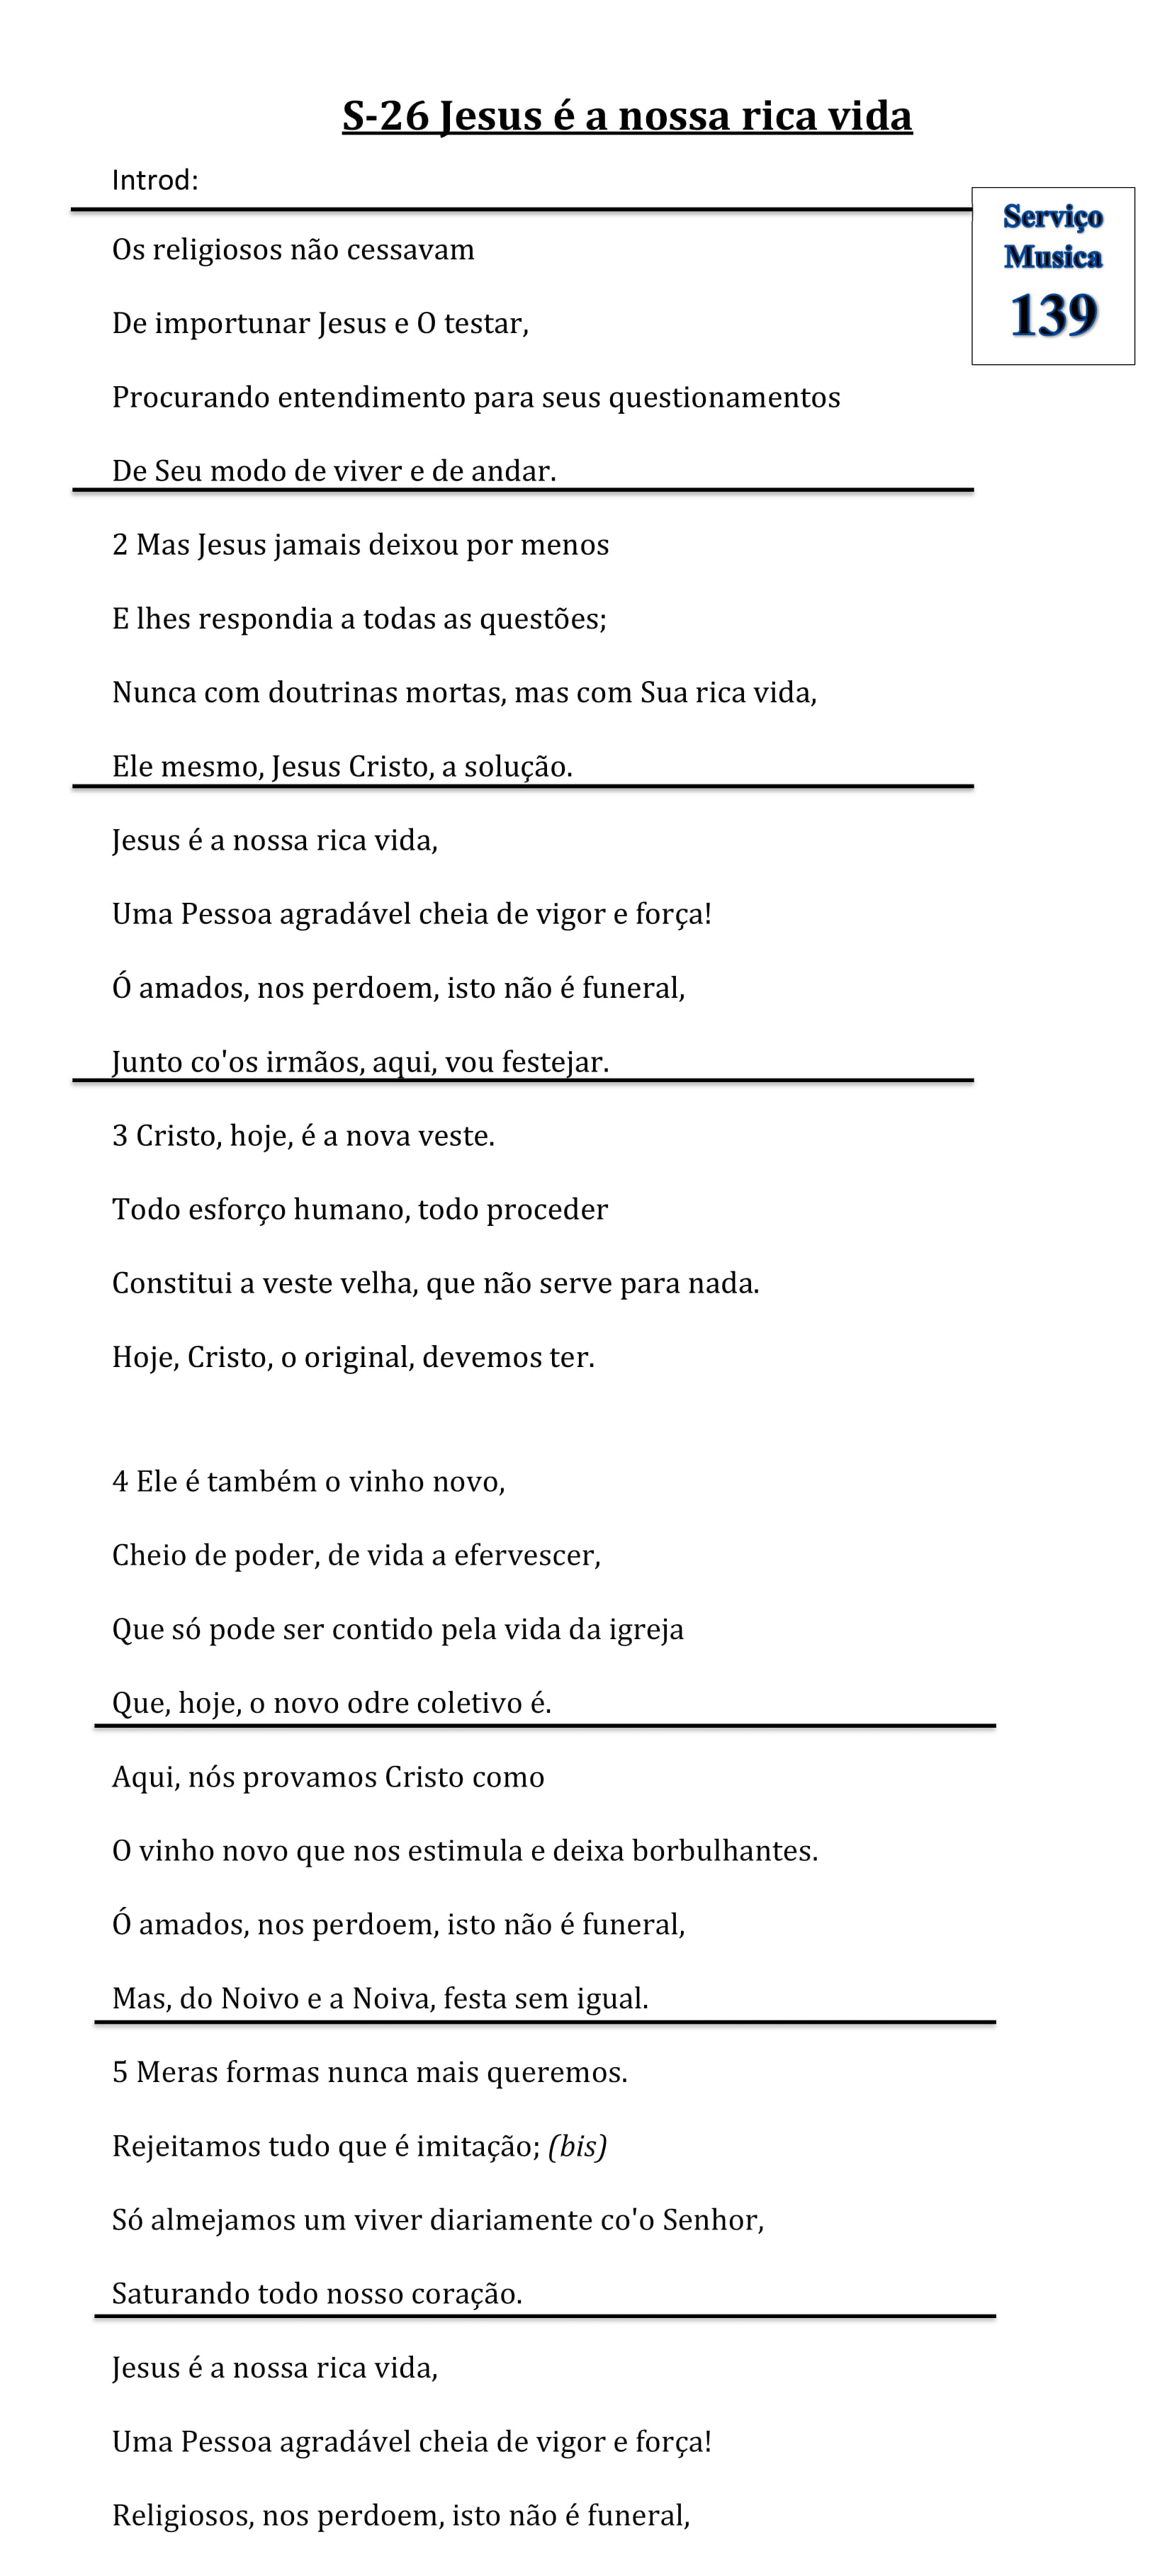 S-26 Jesus é a nossa rica vida
Introd:
Serviço
Musica
139
Os religiosos não cessavam
De importunar Jesus e O testar,
Procurando entendimento para seus questionamentos
De Seu modo de viver e de andar.
2 Mas Jesus jamais deixou por menos
E lhes respondia a todas as questões;
Nunca com doutrinas mortas, mas com Sua rica vida,
Ele mesmo, Jesus Cristo, a solução.
Jesus é a nossa rica vida,
Uma Pessoa agradável cheia de vigor e força!
Ó amados, nos perdoem, isto não é funeral,
Junto co'os irmãos, aqui, vou festejar.
3 Cristo, hoje, é a nova veste.
Todo esforço humano, todo proceder
Constitui a veste velha, que não serve para nada.
Hoje, Cristo, o original, devemos ter.
4 Ele é também o vinho novo,
Cheio de poder, de vida a efervescer,
Que só pode ser contido pela vida da igreja
Que, hoje, o novo odre coletivo é.
Aqui, nós provamos Cristo como
O vinho novo que nos estimula e deixa borbulhantes.
Ó amados, nos perdoem, isto não é funeral,
Mas, do Noivo e a Noiva, festa sem igual.
5 Meras formas nunca mais queremos.
Rejeitamos tudo que é imitação; (bis)
Só almejamos um viver diariamente co'o Senhor,
Saturando todo nosso coração.
Jesus é a nossa rica vida,
Uma Pessoa agradável cheia de vigor e força!
Religiosos, nos perdoem, isto não é funeral,